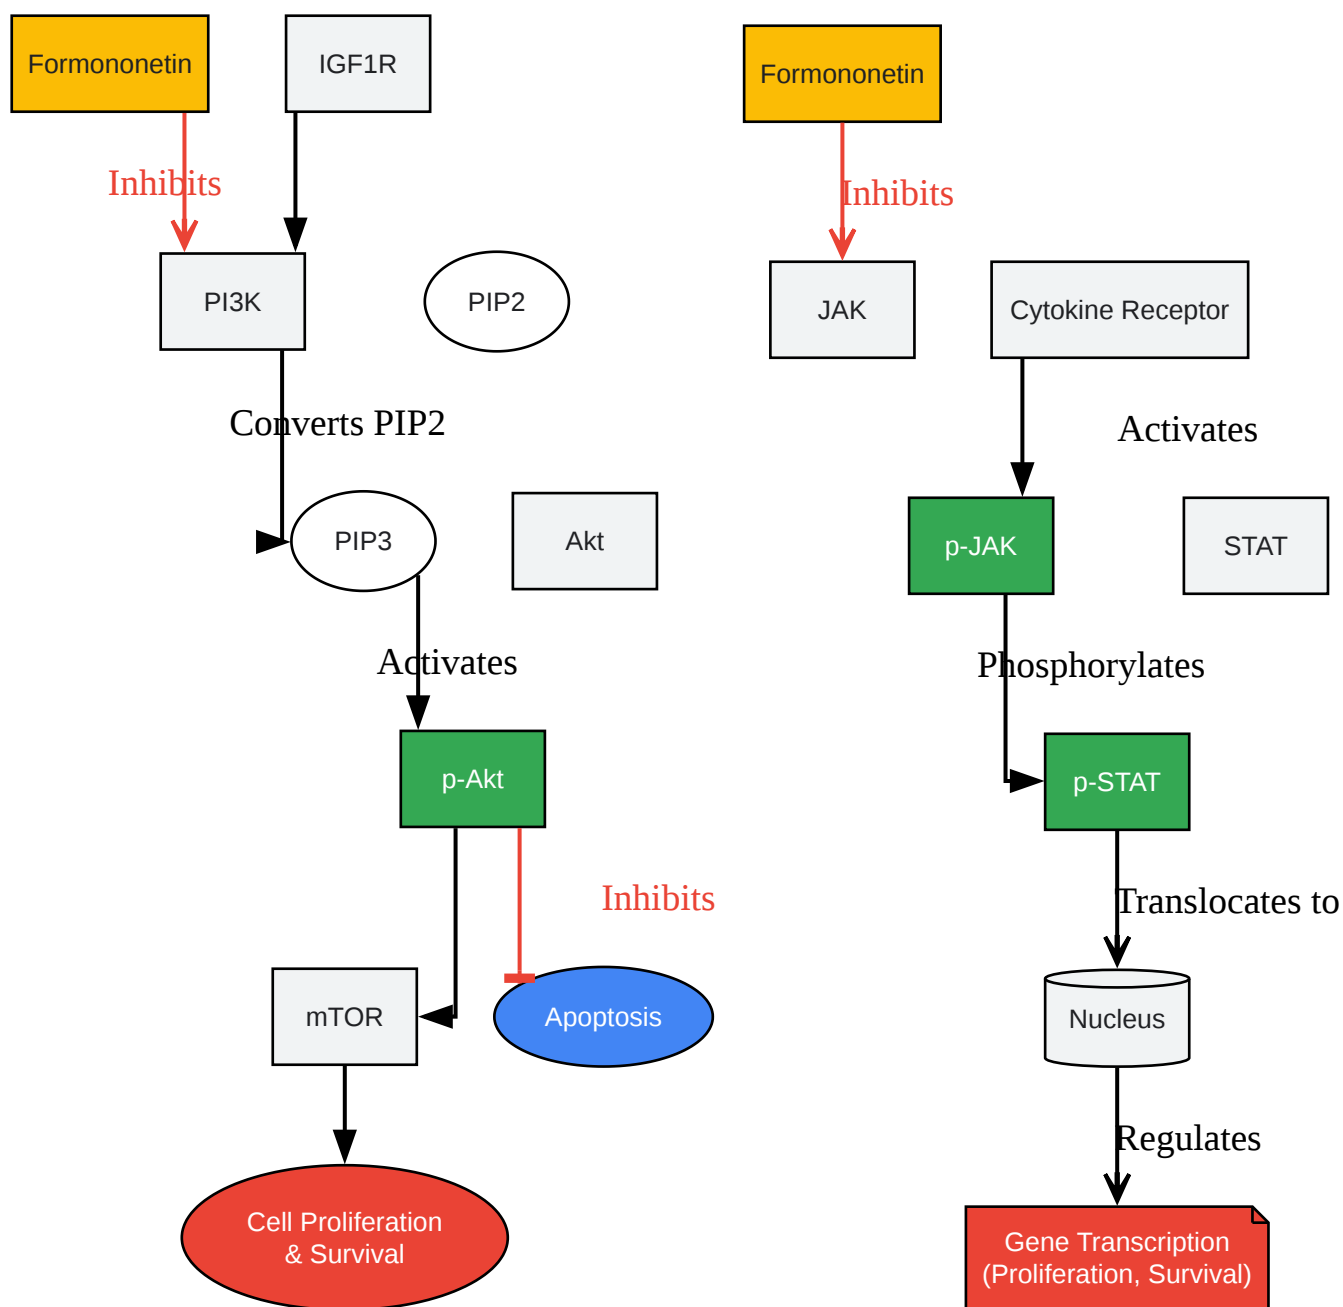 Formononetin
IGF1R
Formononetin
Inhibits
Inhibits
PI3K
PIP2
JAK
Cytokine Receptor
Converts PIP2
Activates
PIP3
Akt
p-JAK
STAT
Activates
Phosphorylates
p-Akt
p-STAT
Inhibits
Translocates to
mTOR
Apoptosis
Nucleus
Regulates
Cell Proliferation
& Survival
Gene Transcription
(Proliferation, Survival)